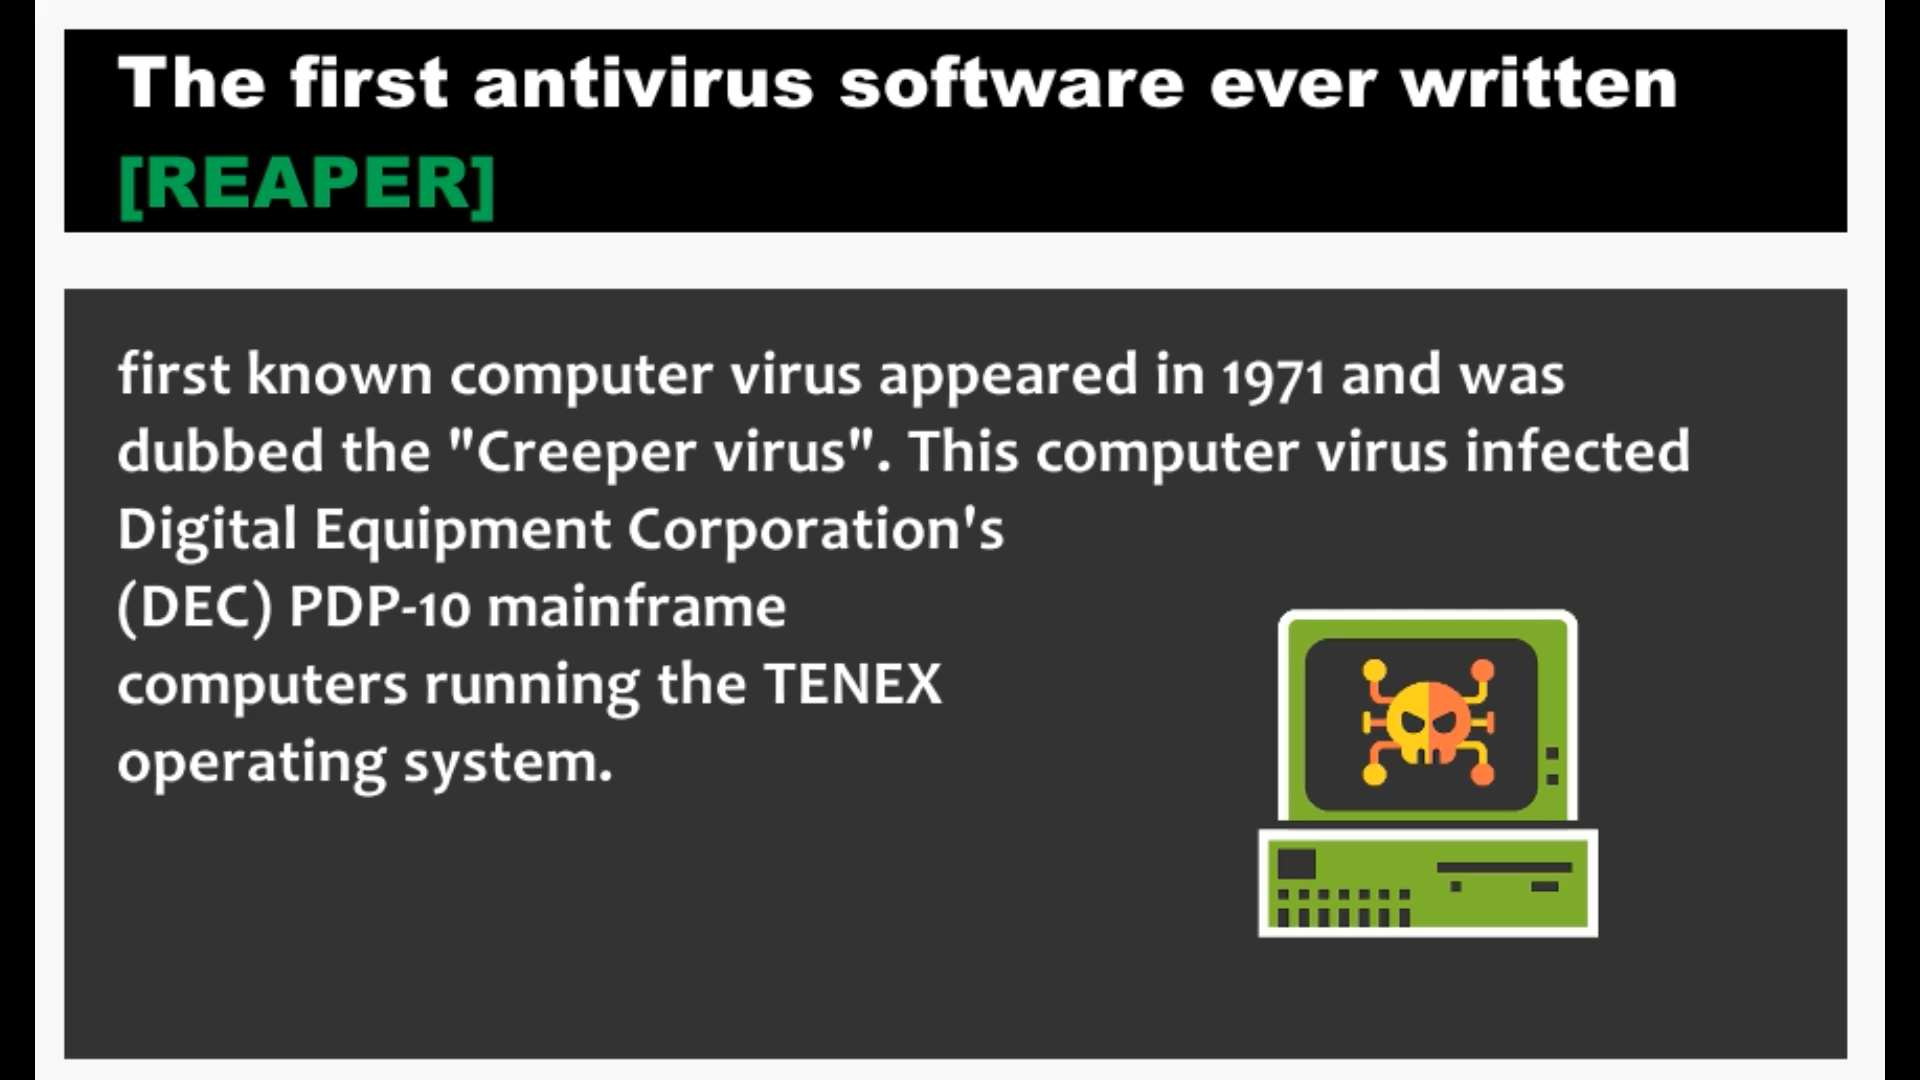 The first antivirus software ever written
[REAPER]
first known computer virus appeared in 1971 and was
dubbed the "Creeper virus". This computer virus infected
Digital Equipment Corporation's
(DEC) PDP-10 mainframe
computers running the TENEX
operating system.